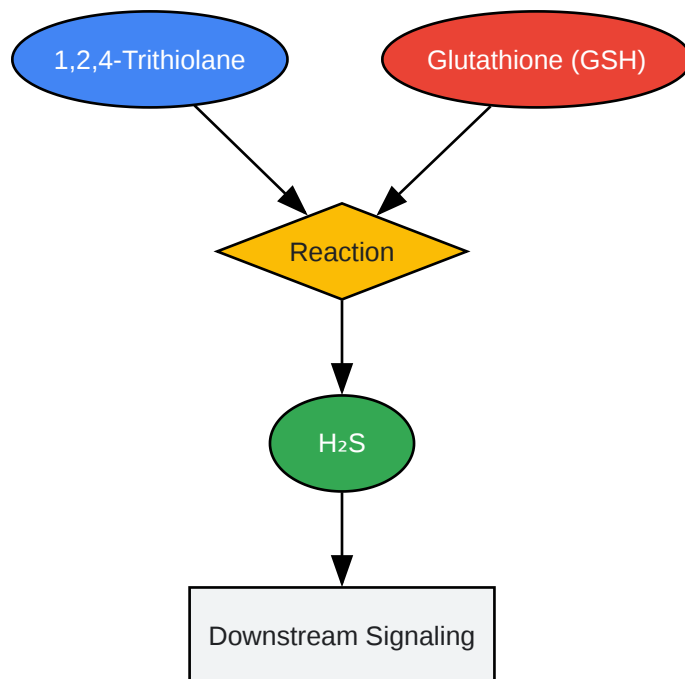 1,2,4-Trithiolane
Glutathione (GSH)
Reaction
H₂S
Downstream Signaling